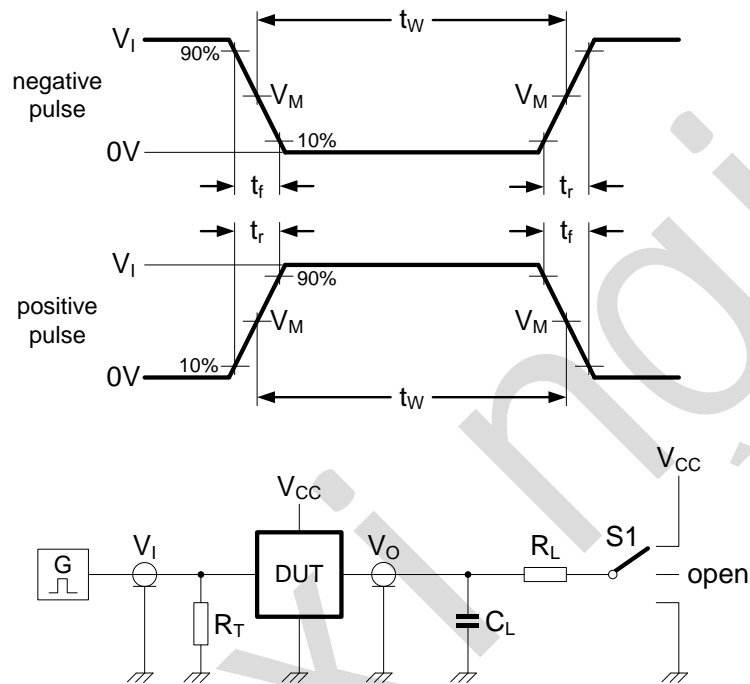 t_W
V_I
90%
negative
pulse
V_M
V_M
0V
10%
t_f
t_r
t_r
t_f
V_I
90%
positive
pulse
V_M
V_M
10%
0V
t_W
V_CC
V_CC
S1
V_I
V_O
R_L
G
DUT
open
R_T
C_L
xingi